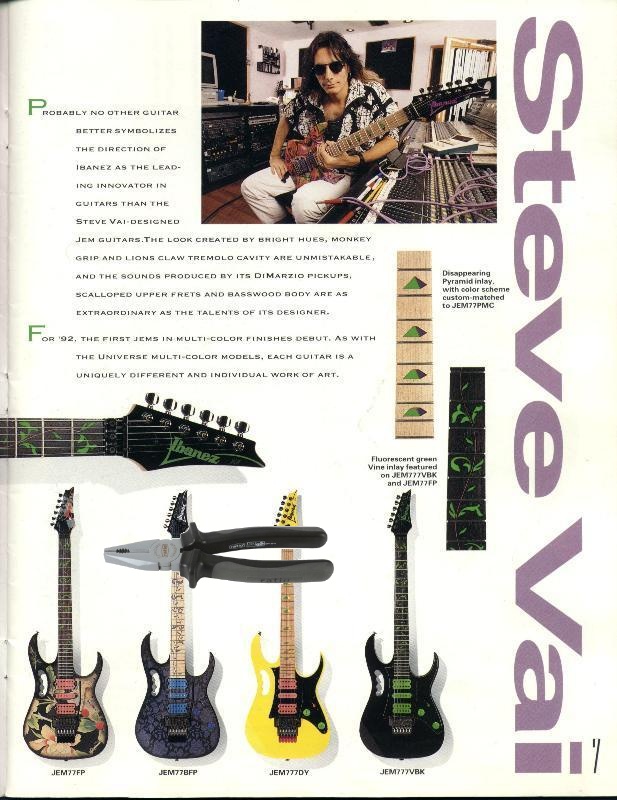 Steve Vai
PROBABLY NO OTHER GUITAR
BETTER SYMBOLIZES
THE DIRECTION OF
IBANEZ AS THE LEAD-
ING INNOVATOR IN
GUITARS THAN THE
STEVE VAI-DESIGNED
JEM GUITARS.THE LOOK CREATED BY BRIGHT HUES, MONKEY
GRIP AND LIONS CLAW TREMOLO CAVITY ARE UNMISTAKABLE,
AND THE SOUNDS PRODUCED BY ITS DIMARZIO PICKUPS,
SCALLOPED UPPER FRETS AND BASSWOOD BODY ARE AS
EXTRAORDINARY AS THE TALENTS OF ITS DESIGNER.
FOR '92, THE FIRST JEMS IN MULTI-COLOR FINISHES DEBUT. AS WITH
THE UNIVERSE MULTI-COLOR MODELS, EACH GUITAR IS A
UNIQUELY DIFFERENT AND INDIVIDUAL WORK OF ART.
Disappearing
Pyramid inlay,
with color scheme
custom-matched
to JEM77PMC
Ibanez
Ibanez
Fluorescent green
Vine inlay featured
on JEM777VBK
and JEM77FP
JEM77FP
JEM77BFP
JEM777DY
JEM777VBK